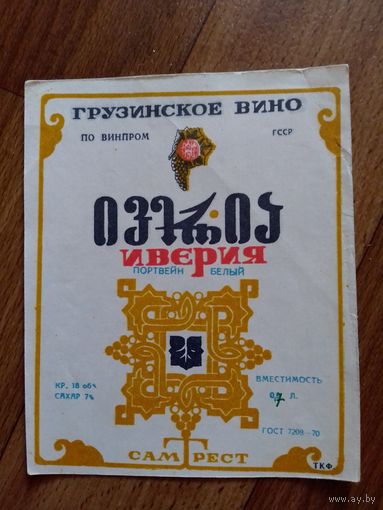 ГРУЗИНСКОЕ ВИНО
ПО ВИНПРОМ ГССР
ივერია
ИВЕРИЯ
ПОРТВЕЙН БЕЛЫЙ
КР. 18 об%
САХАР 7%
ВМЕСТИМОСТЬ
0,7 Л.
ГОСТ 7208—70
САМТРЕСТ
ТКФ.
www.ay.by